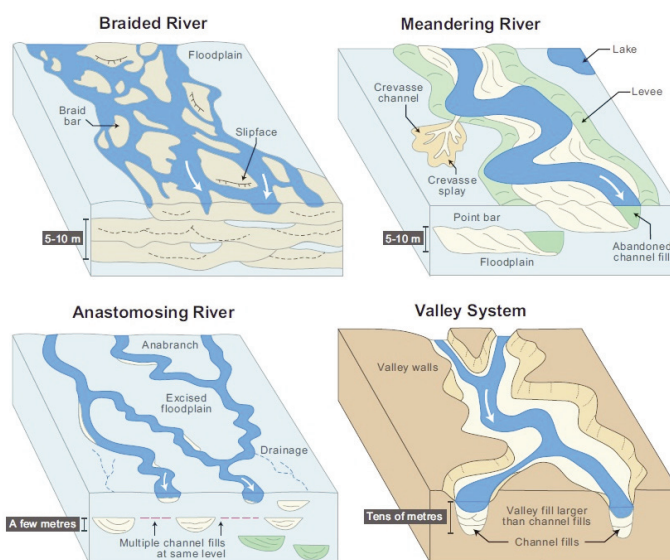 Braided River
Floodplain
Braid
bar
Slipface
5-10 m
Meandering River
Lake
Levee
Crevasse
channel
Crevasse
splay
Point bar
5-10 m
Floodplain
Abandoned
channel fill
Anastomosing River
Anabranch
Excised
floodplain
Drainage
A few metres
Multiple channel fills
at same level
Valley System
Valley walls
Tens of metres
Valley fill larger
than channel fills
Channel fills